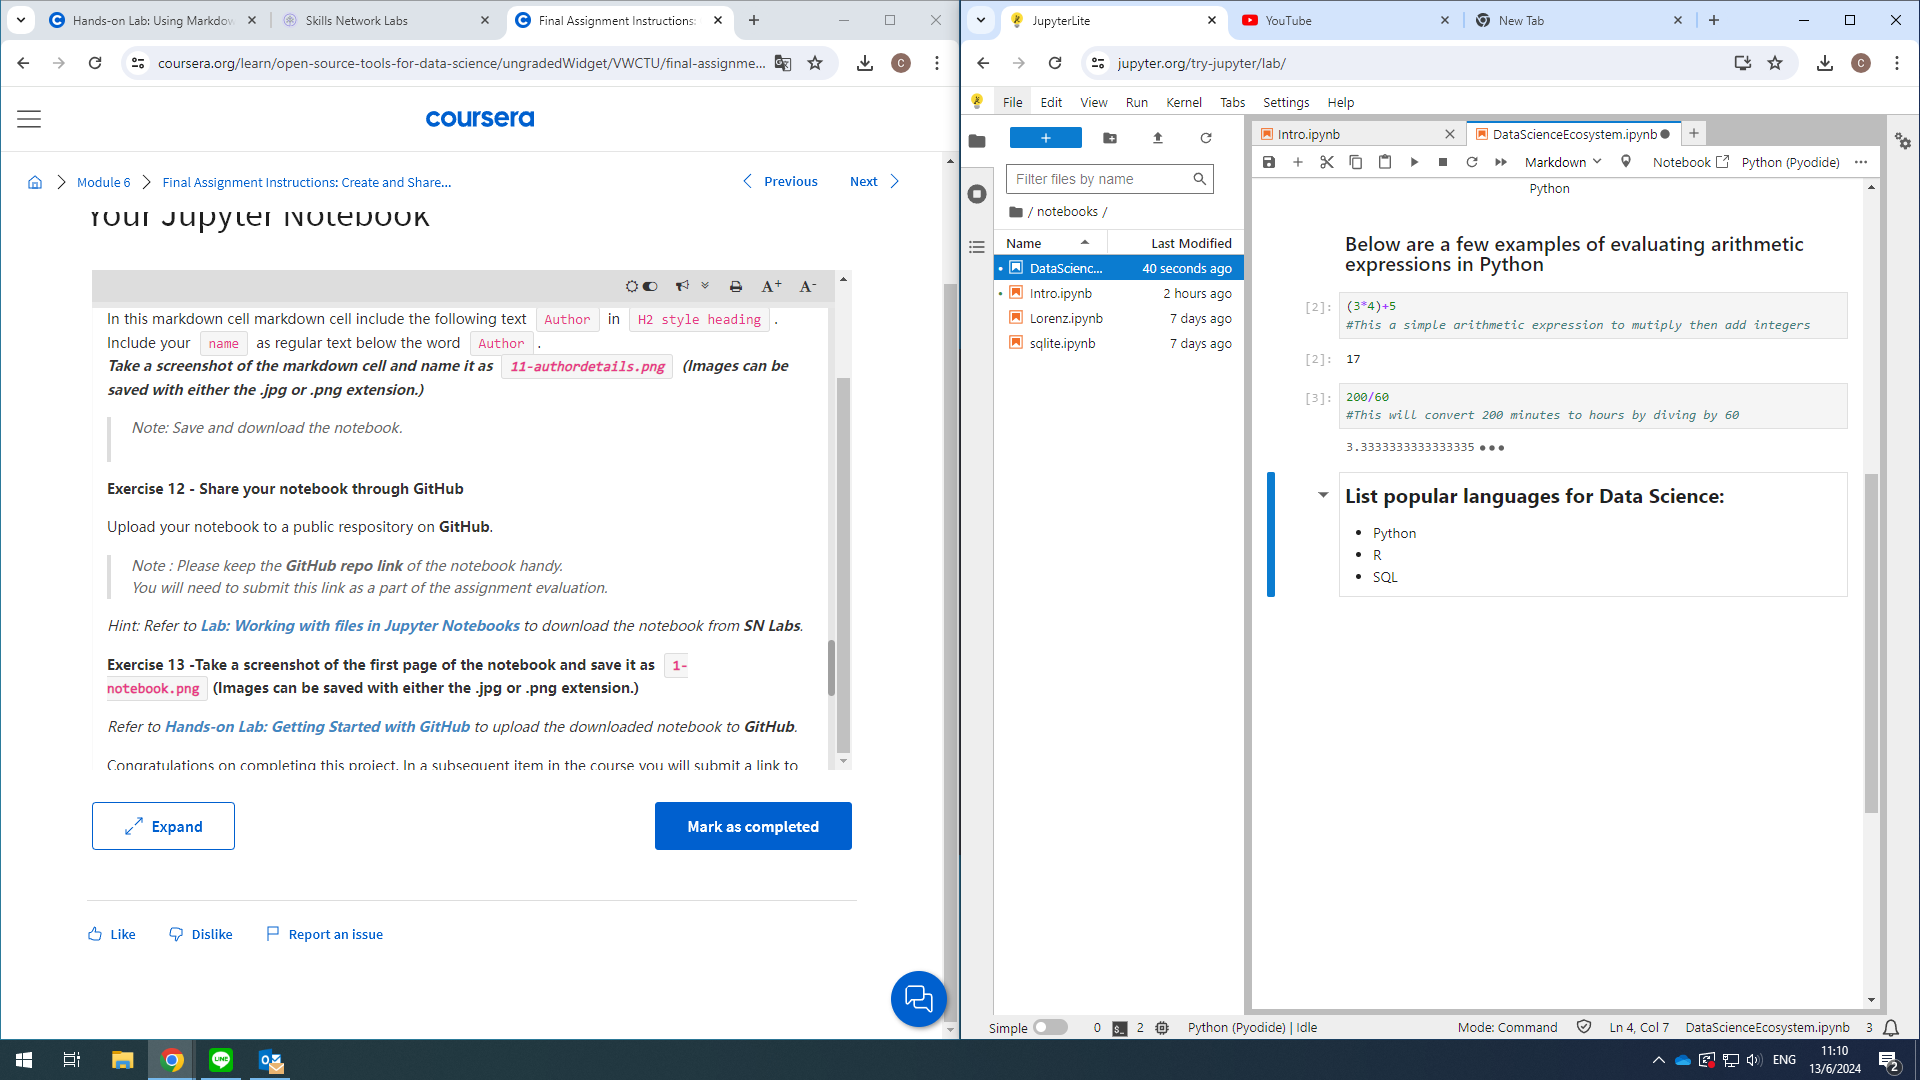 Hands-on Lab: Using Markdow
Skills Network Labs
Final Assignment Instructions:
coursera.org/learn/open-source-tools-for-data-science/ungradedWidget/VWCTU/final-assignme...
C
coursera
Module 6
Final Assignment Instructions: Create and Share...
Previous
Next
Your Jupyter Notebook
A+
A-
In this markdown cell markdown cell include the following text Author in H2 style heading .
Include your name as regular text below the word Author .
Take a screenshot of the markdown cell and name it as 11-authordetails.png (Images can be
saved with either the .jpg or .png extension.)
Note: Save and download the notebook.
Exercise 12 - Share your notebook through GitHub
Upload your notebook to a public respository on GitHub.
Note : Please keep the GitHub repo link of the notebook handy.
You will need to submit this link as a part of the assignment evaluation.
Hint: Refer to Lab: Working with files in Jupyter Notebooks to download the notebook from SN Labs.
Exercise 13 -Take a screenshot of the first page of the notebook and save it as 1-
notebook.png (Images can be saved with either the .jpg or .png extension.)
Refer to Hands-on Lab: Getting Started with GitHub to upload the downloaded notebook to GitHub.
Congratulations on completing this project. In a subsequent item in the course you will submit a link to
Expand
Mark as completed
Like
Dislike
Report an issue
JupyterLite
YouTube
New Tab
jupyter.org/try-jupyter/lab/
C
File Edit View Run Kernel Tabs Settings Help
Filter files by name
/ notebooks /
Name
Last Modified
DataScienc...
40 seconds ago
Intro.ipynb
2 hours ago
Lorenz.ipynb
7 days ago
sqlite.ipynb
7 days ago
Intro.ipynb
DataScienceEcosystem.ipynb
Markdown
Notebook
Python (Pyodide)
Python
Below are a few examples of evaluating arithmetic
expressions in Python
[2]:
(3*4)+5
#This a simple arithmetic expression to mutiply then add integers
[2]:
17
[3]:
200/60
#This will convert 200 minutes to hours by diving by 60
3.3333333333333335
List popular languages for Data Science:
Python
R
SQL
Simple
0
2
Python (Pyodide) | Idle
Mode: Command
Ln 4, Col 7
DataScienceEcosystem.ipynb
3
LINE
ENG
11:10
13/6/2024
2